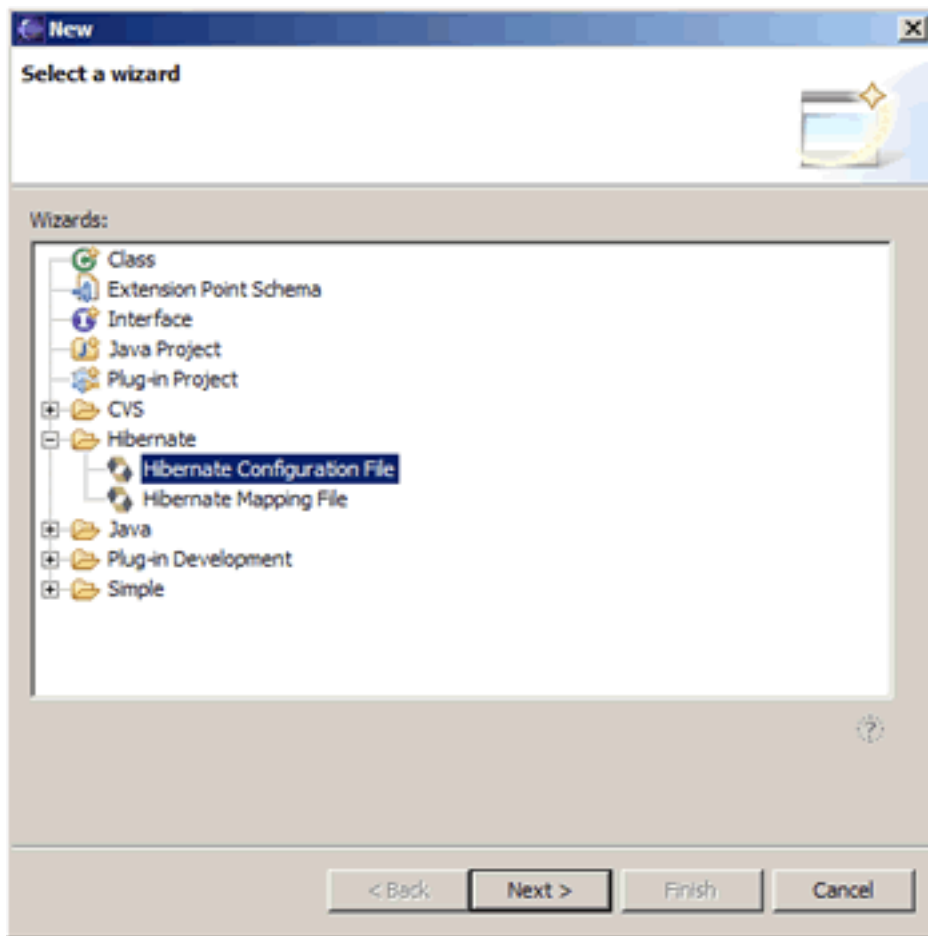 New
Select a wizard
Wizards:
Class
Extension Point Schema
Interface
Java Project
Plug-in Project
CVS
Hibernate
Hibernate Configuration File
Hibernate Mapping File
Java
Plug-in Development
Simple
?
< Back Next > Finish Cancel